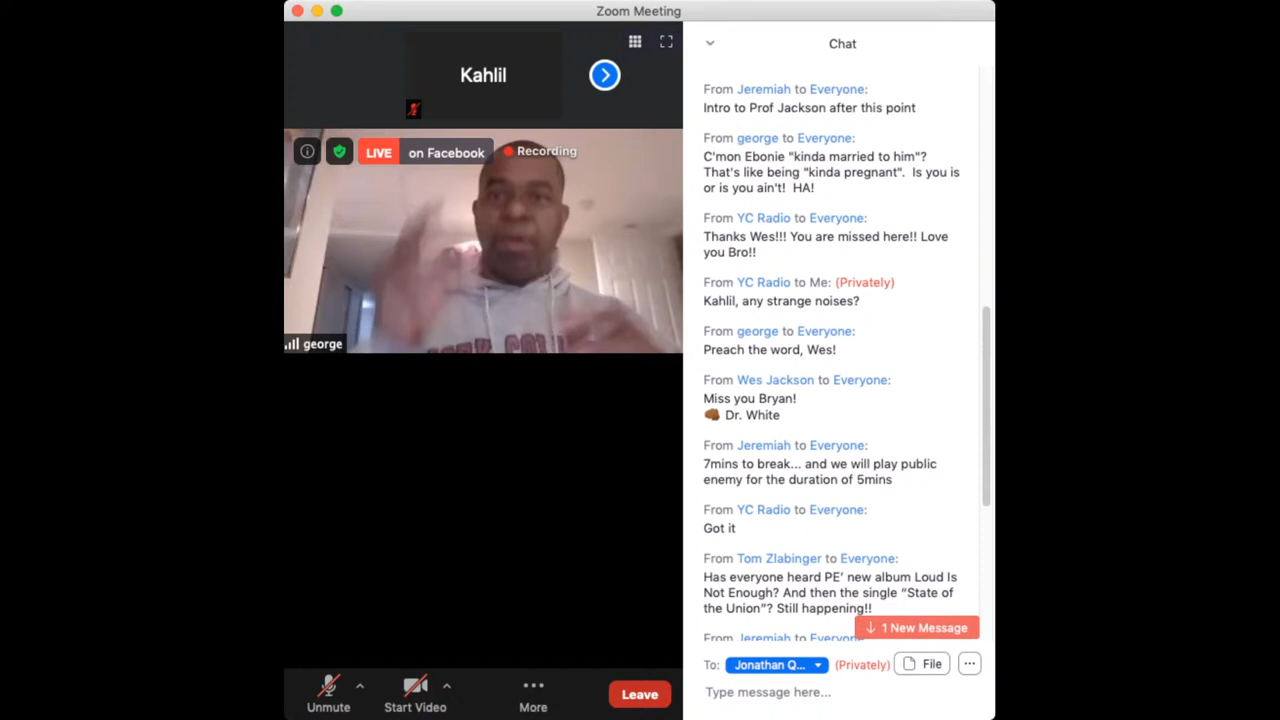 Zoom Meeting
Kahlil
LIVE on Facebook
Recording
george
Unmute
Start Video
More
Leave
Chat
From Jeremiah to Everyone:
Intro to Prof Jackson after this point
From george to Everyone:
C'mon Ebonie "kinda married to him"?
That's like being "kinda pregnant".  Is you is
or is you ain't!  HA!
From YC Radio to Everyone:
Thanks Wes!!! You are missed here!! Love
you Bro!!
From YC Radio to Me: (Privately)
Kahlil, any strange noises?
From george to Everyone:
Preach the word, Wes!
From Wes Jackson to Everyone:
Miss you Bryan!
👊🏾 Dr. White
From Jeremiah to Everyone:
7mins to break... and we will play public
enemy for the duration of 5mins
From YC Radio to Everyone:
Got it
From Tom Zlabinger to Everyone:
Has everyone heard PE’ new album Loud Is
Not Enough? And then the single “State of
the Union”? Still happening!!
↓ 1 New Message
From Jeremiah to Everyone:
To: Jonathan Q... (Privately) File ...
Type message here...